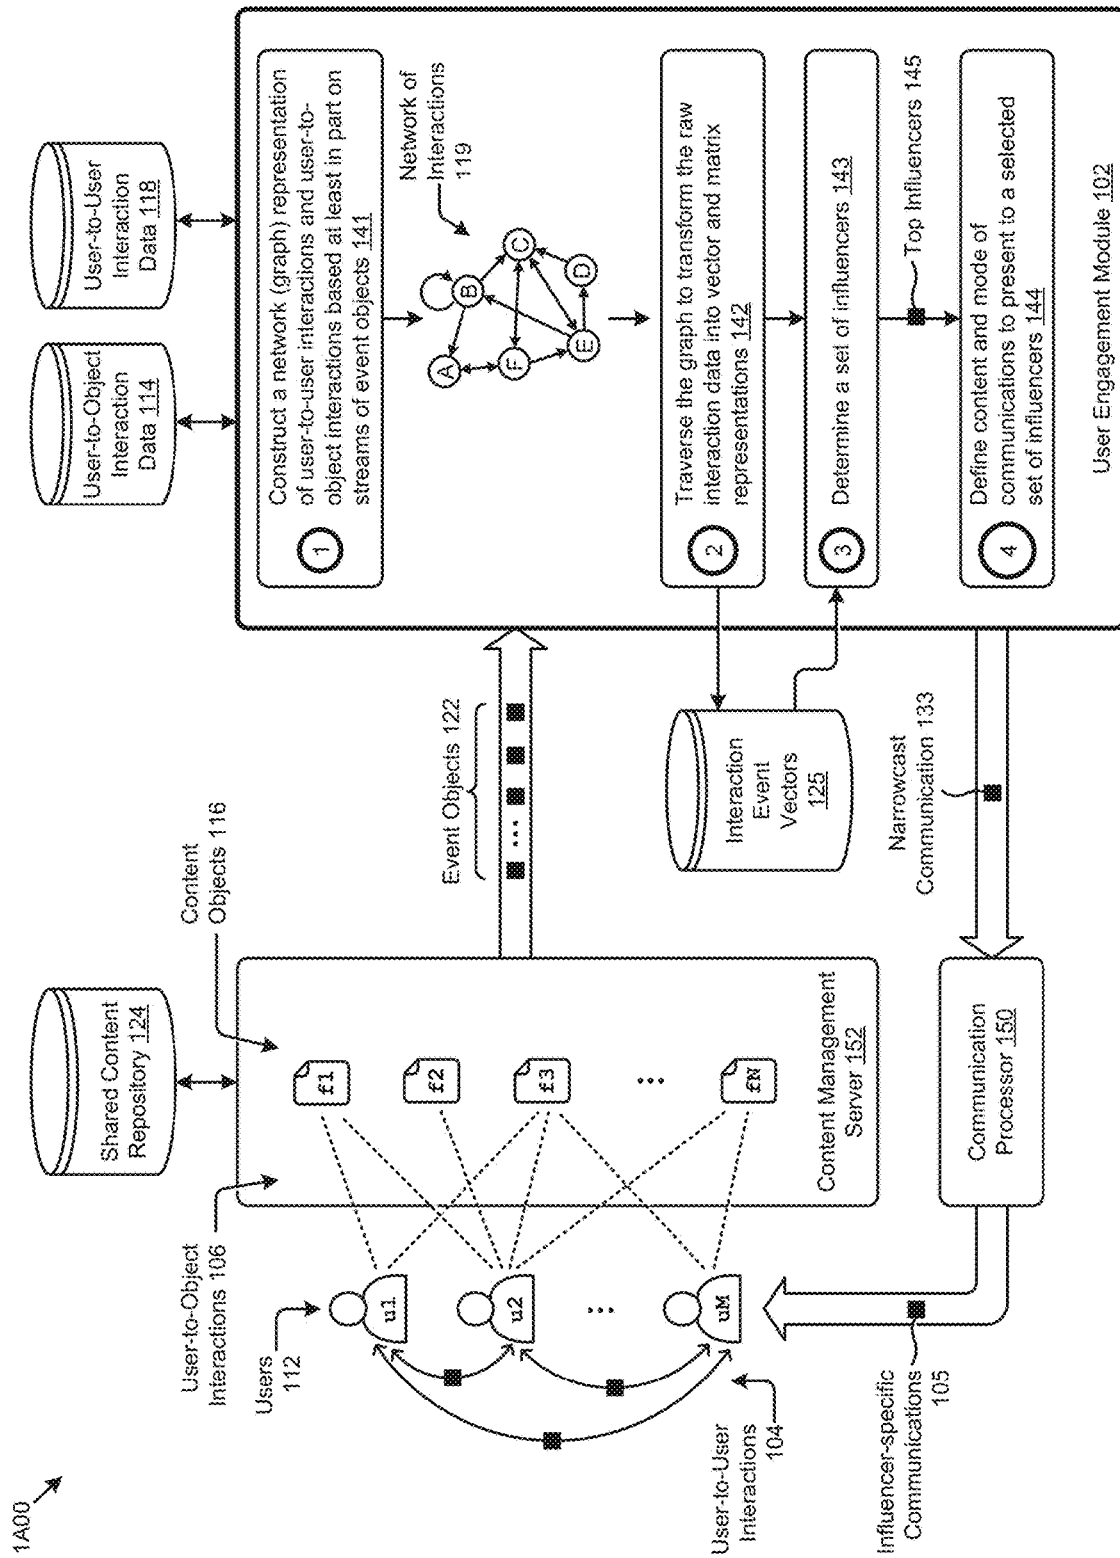 1A00
Shared Content
Repository 124
User-to-Object
Interaction
Data 114
User-to-User
Interaction
Data 118
User-to-Object
Interactions 106
Content
Objects 116
Users
112
u1
u2
...
uM
f1
f2
f3
...
fN
Content Management
Server 152
User-to-User
Interactions
104
Event Objects 122
...
1
Construct a network (graph) representation
of user-to-user interactions and user-to-
object interactions based at least in part on
streams of event objects 141
Network of
Interactions
119
A
B
C
F
D
E
2
Traverse the graph to transform the raw
interaction data into vector and matrix
representations 142
Interaction
Event
Vectors
125
3
Determine a set of influencers 143
Top Influencers 145
4
Define content and mode of
communications to present to a selected
set of influencers 144
User Engagement Module 102
Narrowcast
Communication 133
Communication
Processor 150
Influencer-specific
Communications
105